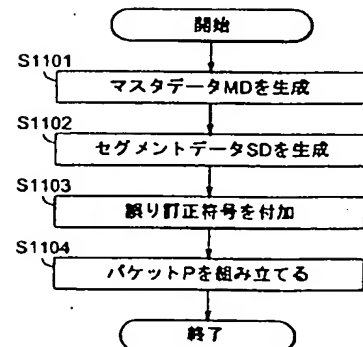 開始
S1101
マスタデータMDを生成
S1102
セグメントデータSDを生成
S1103
誤り訂正符号を付加
S1104
パケットPを組み立てる
終了